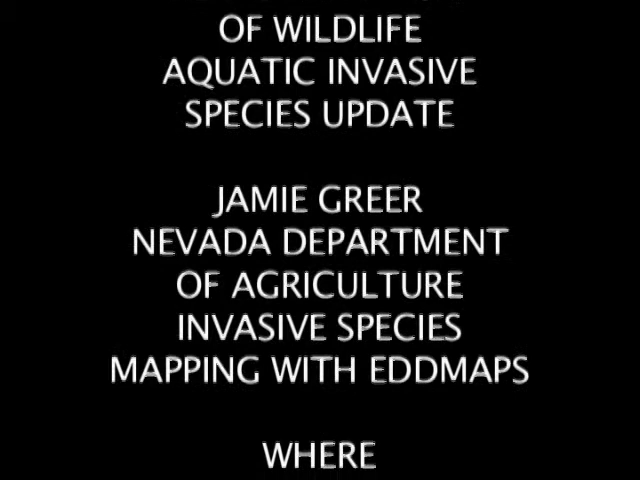 OF WILDLIFE
AQUATIC INVASIVE
SPECIES UPDATE
JAMIE GREER
NEVADA DEPARTMENT
OF AGRICULTURE
INVASIVE SPECIES
MAPPING WITH EDDMAPS
WHERE